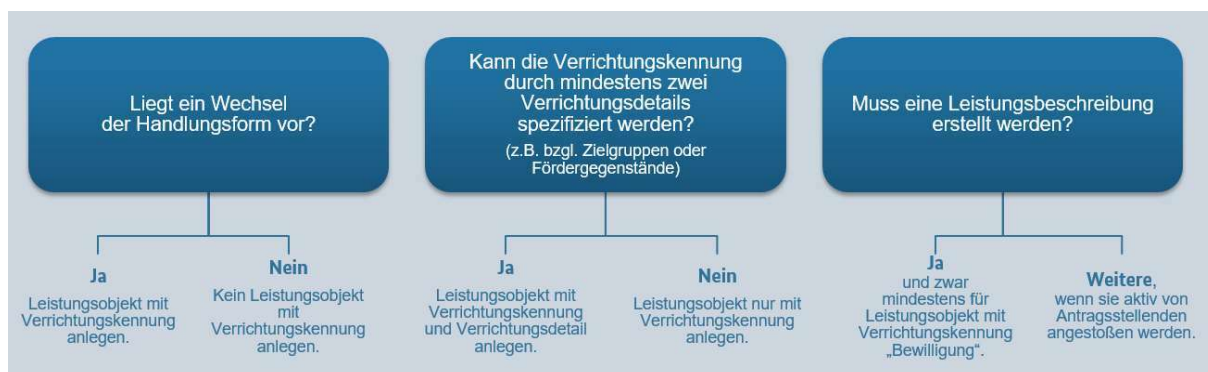 Liegt ein Wechsel
der Handlungsform vor?
Ja
Leistungsobjekt mit
Verrichtungskennung
anlegen.
Nein
Kein Leistungsobjekt
mit
Verrichtungskennung
anlegen.
Kann die Verrichtungskennung
durch mindestens zwei
Verrichtungsdetails
spezifiziert werden?
(z.B. bzgl. Zielgruppen oder
Fördergegenstände)
Ja
Leistungsobjekt mit
Verrichtungskennung
und Verrichtungsdetail
anlegen.
Nein
Leistungsobjekt nur mit
Verrichtungskennung
anlegen.
Muss eine Leistungsbeschreibung
erstellt werden?
Ja
und zwar
mindestens für
Leistungsobjekt mit
Verrichtungskennung
„Bewilligung“.
Weitere,
wenn sie aktiv von
Antragsstellenden
angestoßen werden.